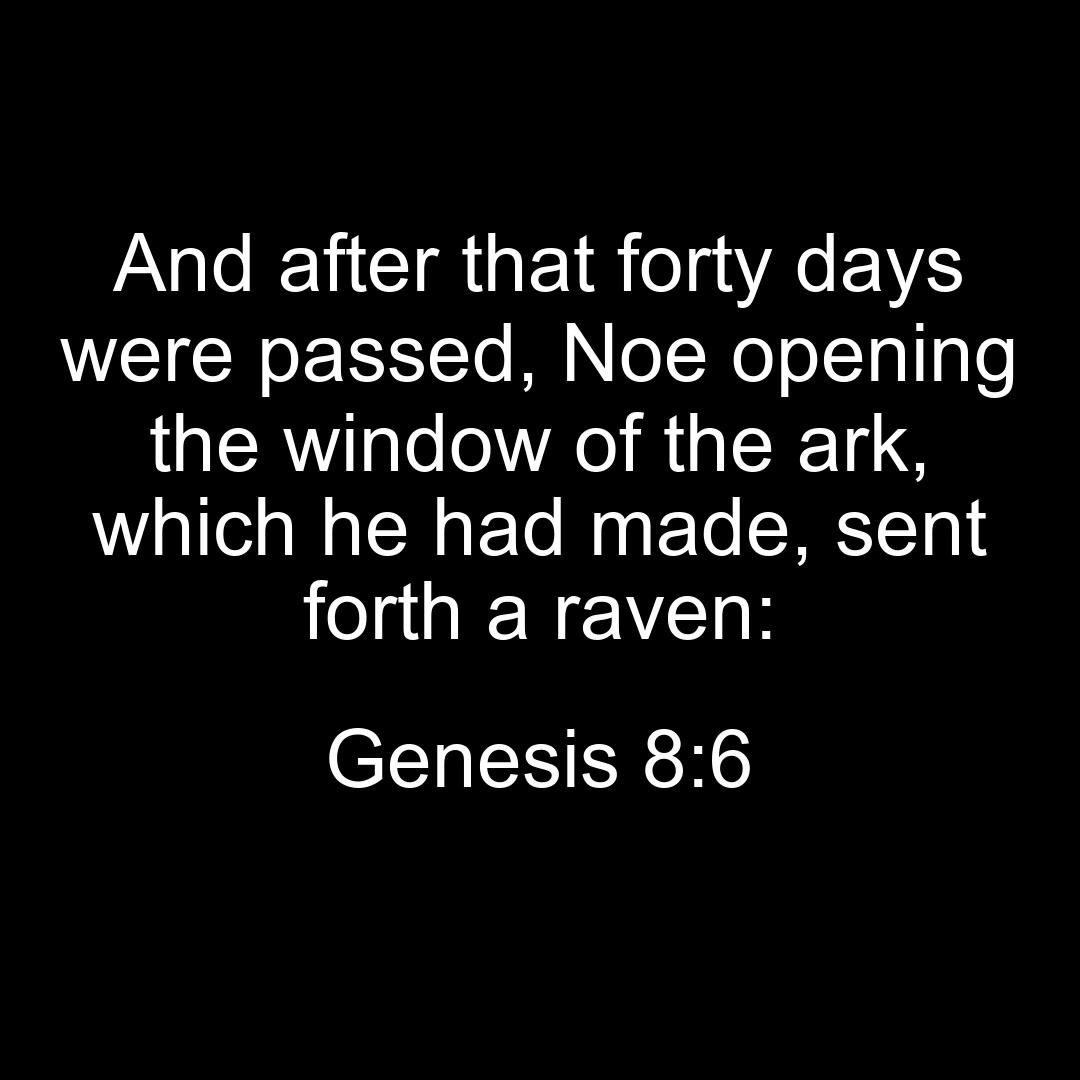 And after that forty days
were passed, Noe opening
the window of the ark,
which he had made, sent
forth a raven:
Genesis 8:6